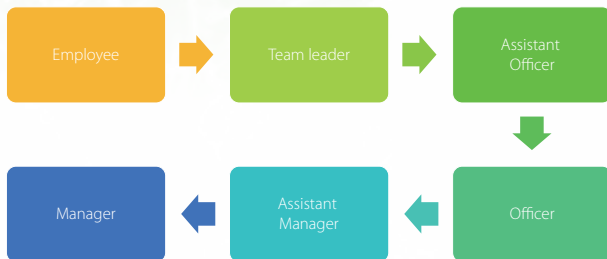 Employee
Team leader
Assistant
Officer
Officer
Assistant
Manager
Manager